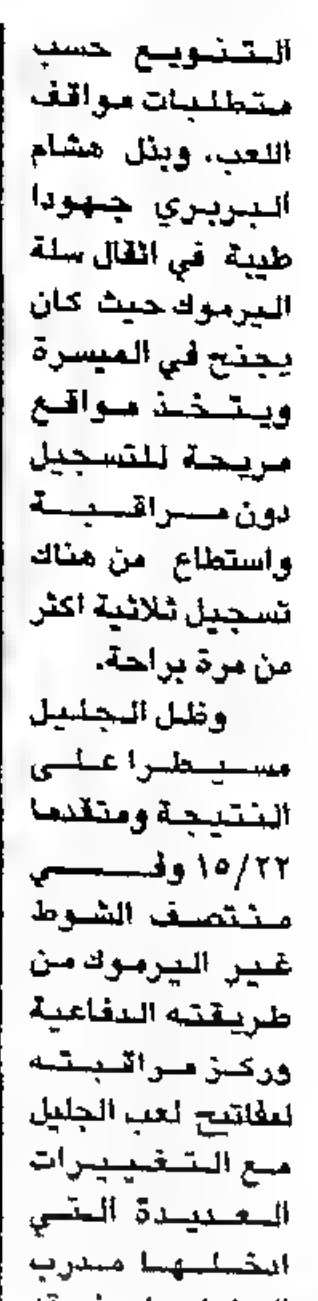 التنويع حسب
متطلبات مواقف
اللعب، وبذل هشام
البربري جهودا
طيبة في اثقال سلة
اليرموك حيث كان
يجنح في الميسرة
ويتخذ مواقع
مريحة للتسجيل
دون مراقبة
واستطاع من هناك
تسجيل ثلاثية اكثر
من مرة براحة.
وظل الجليل
مسيطرا على
النتيجة ومتقدما
١٥/٢٢ وفي
منتصف الشوط
غير اليرموك من
طريقته الدفاعية
وركز مراقبته
لمفاتيح لعب الجليل
مع التغييرات
العديدة التي
ادخلها مدرب